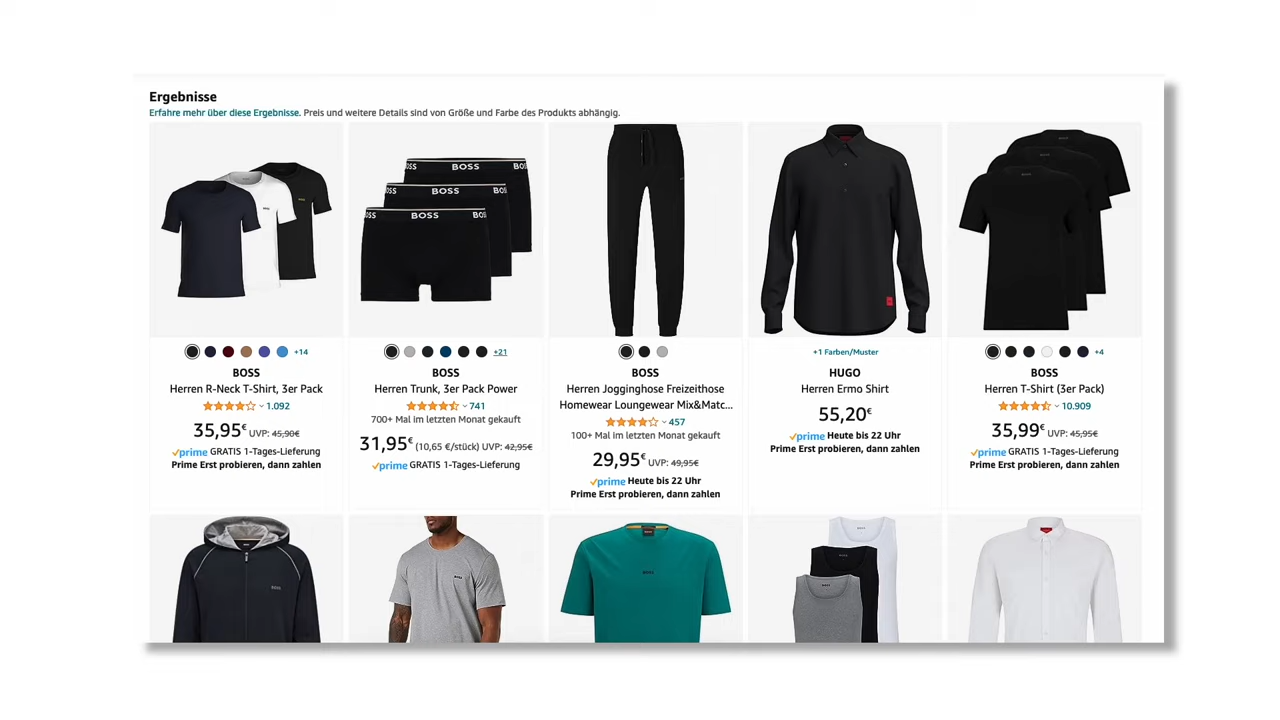 Ergebnisse
Erfahre mehr über diese Ergebnisse. Preis und weitere Details sind von Größe und Farbe des Produkts abhängig.
BOSS
BOSS
BOSS
+14
BOSS
Herren R-Neck T-Shirt, 3er Pack
1.092
35,95€ UVP: 45,90€
prime GRATIS 1-Tages-Lieferung
Prime Erst probieren, dann zahlen
+21
BOSS
Herren Trunk, 3er Pack Power
741
700+ Mal im letzten Monat gekauft
31,95€ (10,65 €/stück) UVP: 42,95€
prime GRATIS 1-Tages-Lieferung
BOSS
Herren Jogginghose Freizeithose
Homewear Loungewear Mix&Matc...
457
100+ Mal im letzten Monat gekauft
29,95€ UVP: 49,95€
prime Heute bis 22 Uhr
Prime Erst probieren, dann zahlen
+1 Farben/Muster
HUGO
Herren Ermo Shirt
55,20€
prime Heute bis 22 Uhr
Prime Erst probieren, dann zahlen
+4
BOSS
Herren T-Shirt (3er Pack)
10.909
35,99€ UVP: 45,95€
prime GRATIS 1-Tages-Lieferung
Prime Erst probieren, dann zahlen